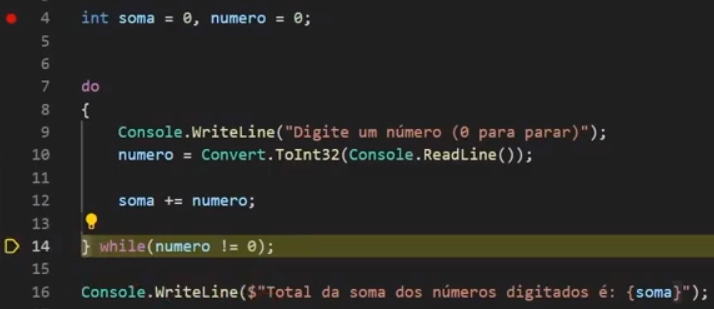 4 int soma = 0, numero = 0;
5
6
7 do
8 {
9 Console.WriteLine("Digite um número (0 para parar)");
10 numero = Convert.ToInt32(Console.ReadLine());
11
12 soma += numero;
13
14 } while(numero != 0);
15
16 Console.WriteLine($"Total da soma dos números digitados é: {soma}");